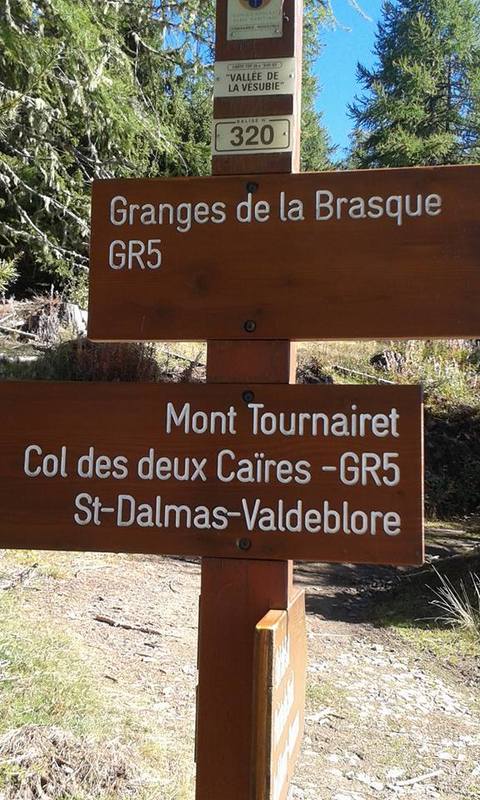 "VALLÉE DE
LA VÉSUBIE"
BALISE N°
320
Granges de la Brasque
GR5
Mont Tournairet
Col des deux Caïres -GR5
St-Dalmas-Valdeblore